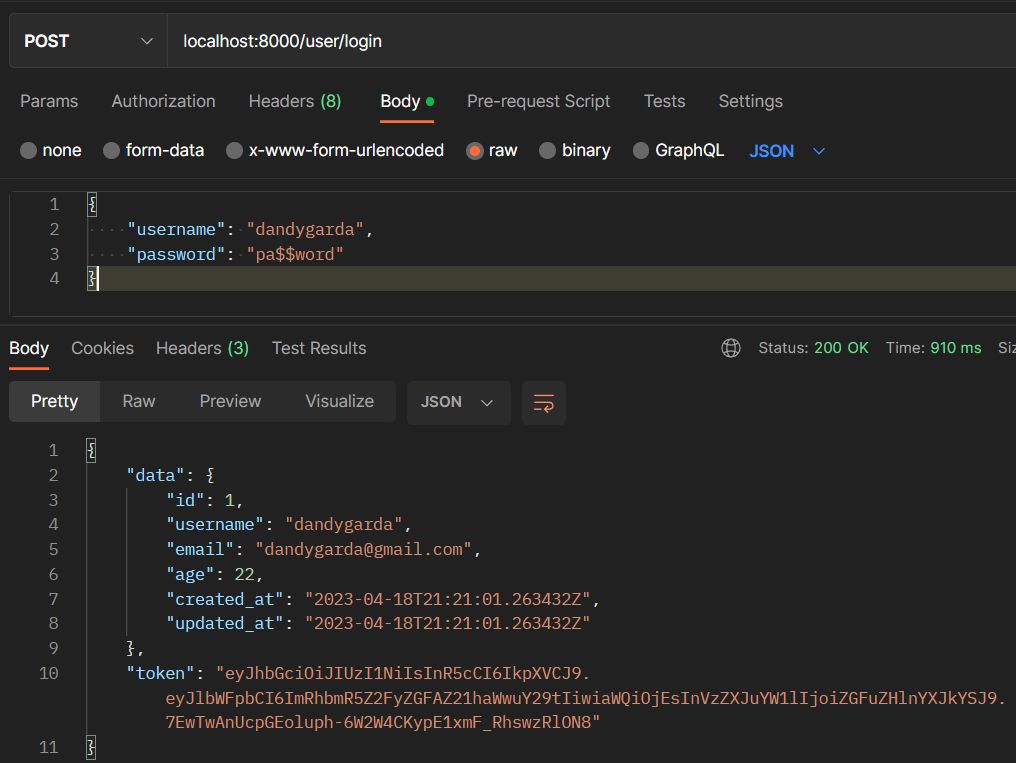 POST localhost:8000/user/login
Params Authorization Headers (8) Body Pre-request Script Tests Settings
none form-data x-www-form-urlencoded raw binary GraphQL JSON
1 {
2 "username": "dandygarda",
3 "password": "pa$$word"
4 }
Body Cookies Headers (3) Test Results Status: 200 OK Time: 910 ms
Pretty Raw Preview Visualize JSON
1 {
2 "data": {
3 "id": 1,
4 "username": "dandygarda",
5 "email": "dandygarda@gmail.com",
6 "age": 22,
7 "created_at": "2023-04-18T21:21:01.263432Z",
8 "updated_at": "2023-04-18T21:21:01.263432Z"
9 },
10 "token": "eyJhbGciOiJIUzI1NiIsInR5cCI6IkpXVCJ9.
eyJlbWFpbCI6ImRhbmR5Z2FyZGFAZ21haWwuY29tIiwiaWQiOjEsInVzZXJuYW1lIjoiZGFuZHlnYXJkYSJ9.
7EwTwAnUcpGEoluph-6W2W4CKypE1xmF_RhswzRlON8"
11 }